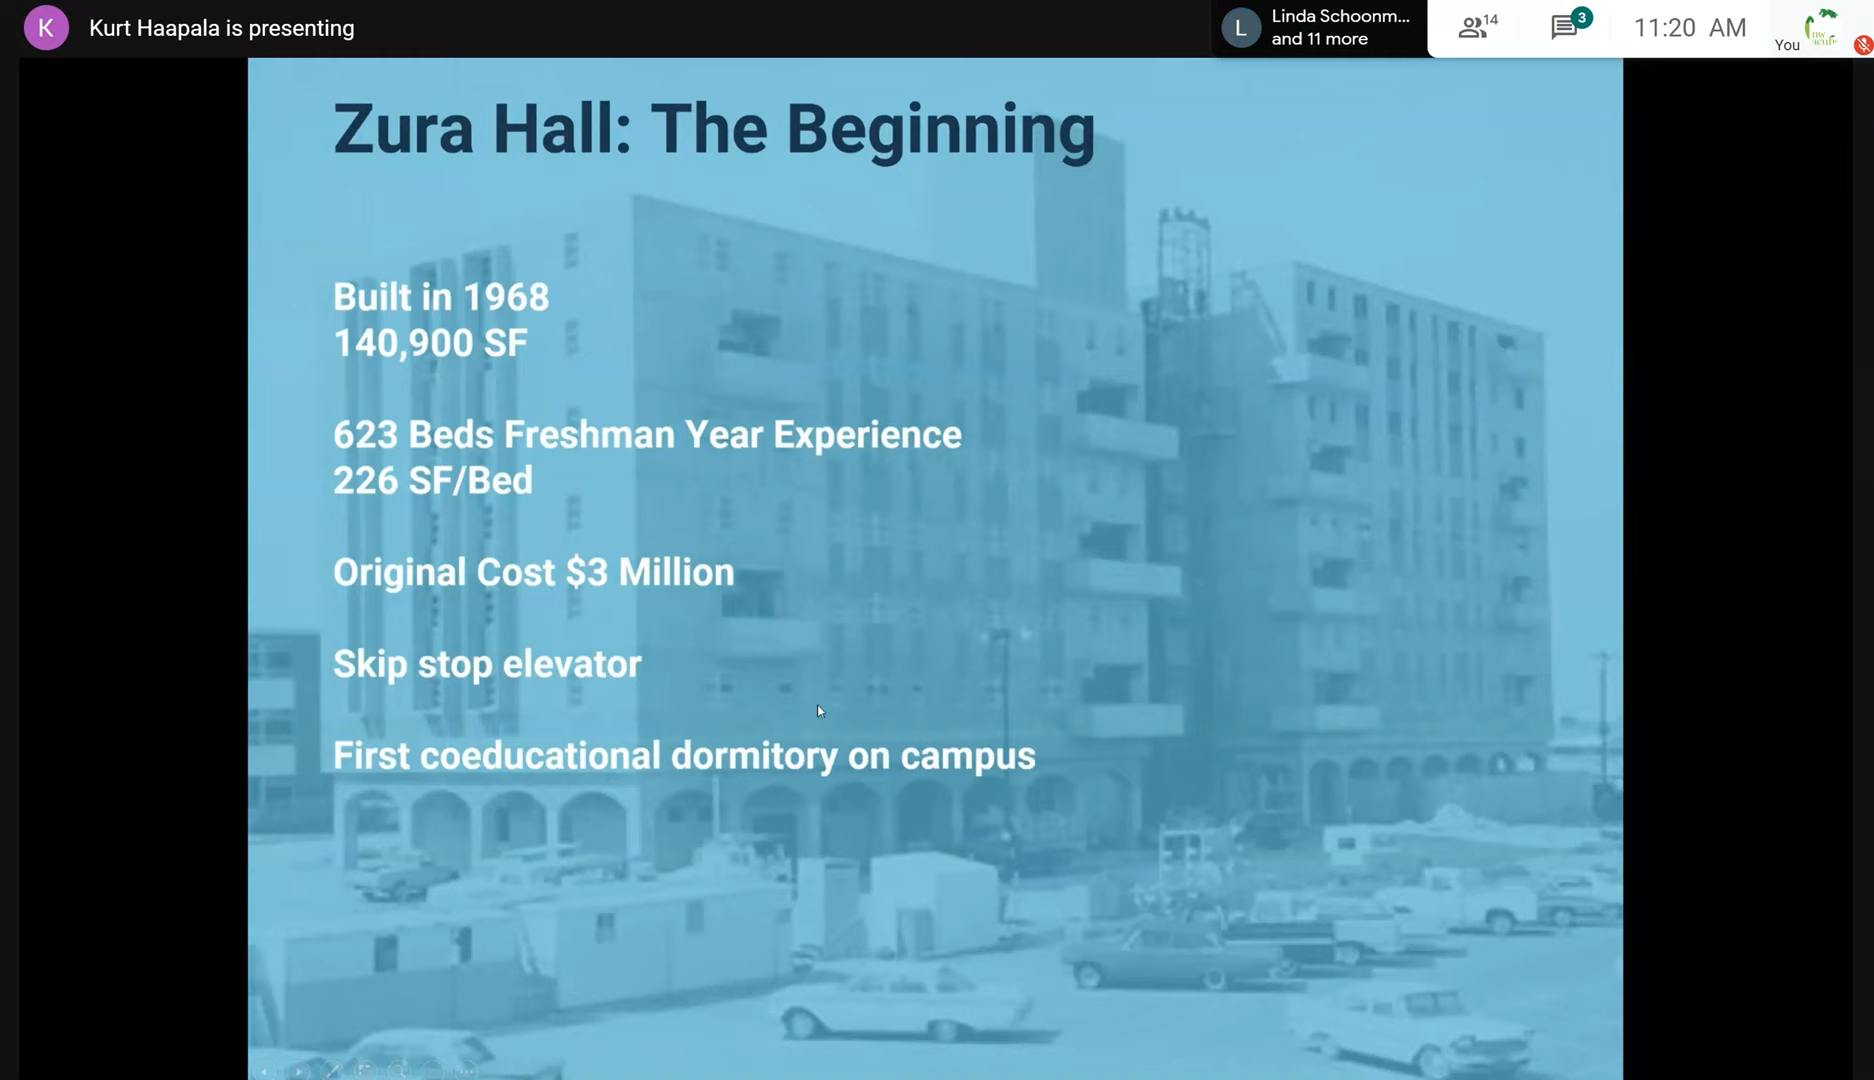 K
Kurt Haapala is presenting
L
Linda Schoonm...
and 11 more
14
3
11:20 AM
You
nw
Zura Hall: The Beginning
Built in 1968
140,900 SF
623 Beds Freshman Year Experience
226 SF/Bed
Original Cost $3 Million
Skip stop elevator
First coeducational dormitory on campus